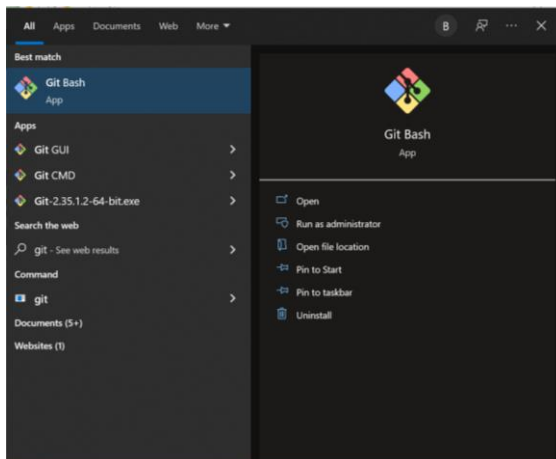 All Apps Documents Web More
B
Best match
Git Bash
App
Apps
Git GUI
Git CMD
Git-2.35.1.2-64-bit.exe
Search the web
git - See web results
Command
git
Documents (5+)
Websites (1)
Git Bash
App
Open
Run as administrator
Open file location
Pin to Start
Pin to taskbar
Uninstall